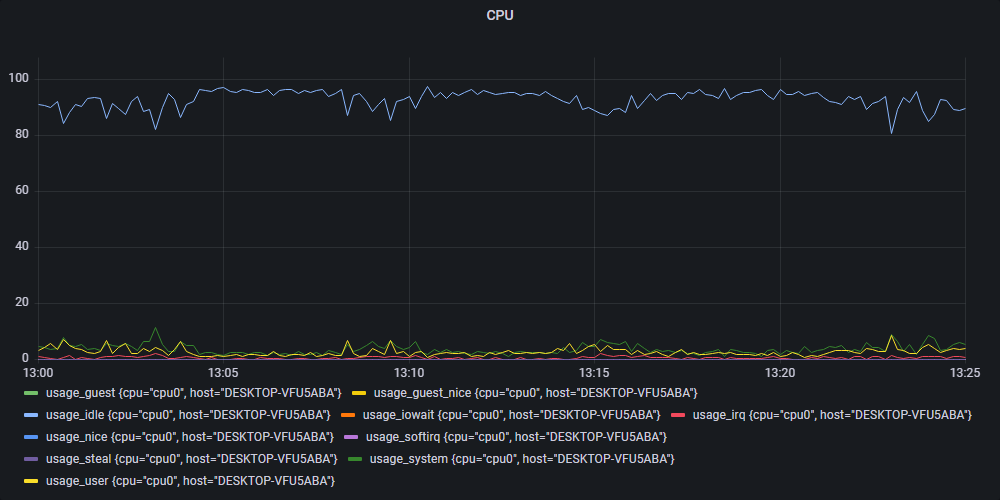 CPU
100
80
60
40
20
0
13:00 13:05 13:10 13:15 13:20 13:25
usage_guest {cpu="cpu0", host="DESKTOP-VFU5ABA"} usage_guest_nice {cpu="cpu0", host="DESKTOP-VFU5ABA"}
usage_idle {cpu="cpu0", host="DESKTOP-VFU5ABA"} usage_iowait {cpu="cpu0", host="DESKTOP-VFU5ABA"} usage_irq {cpu="cpu0", host="DESKTOP-VFU5ABA"}
usage_nice {cpu="cpu0", host="DESKTOP-VFU5ABA"} usage_softirq {cpu="cpu0", host="DESKTOP-VFU5ABA"}
usage_steal {cpu="cpu0", host="DESKTOP-VFU5ABA"} usage_system {cpu="cpu0", host="DESKTOP-VFU5ABA"}
usage_user {cpu="cpu0", host="DESKTOP-VFU5ABA"}